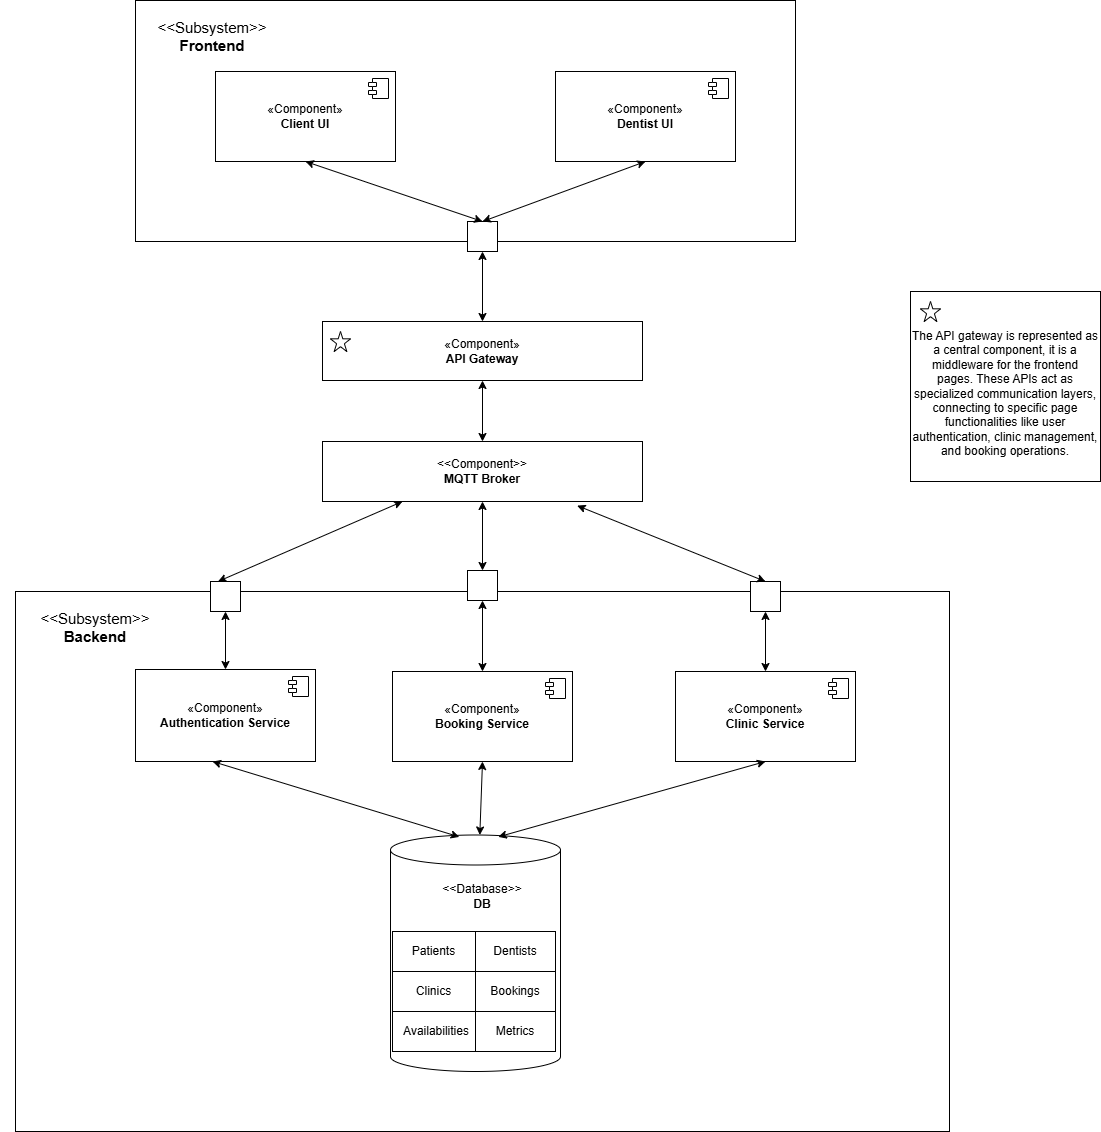 <<Subsystem>>
Frontend
«Component»
Client UI
«Component»
Dentist UI
«Component»
API Gateway
The API gateway is represented as
a central component, it is a
middleware for the frontend
pages. These APIs act as
specialized communication layers,
connecting to specific page
functionalities like user
authentication, clinic management,
and booking operations.
<<Component>>
MQTT Broker
<<Subsystem>>
Backend
«Component»
Authentication Service
«Component»
Booking Service
«Component»
Clinic Service
<<Database>>
DB
Patients
Dentists
Clinics
Bookings
Availabilities
Metrics